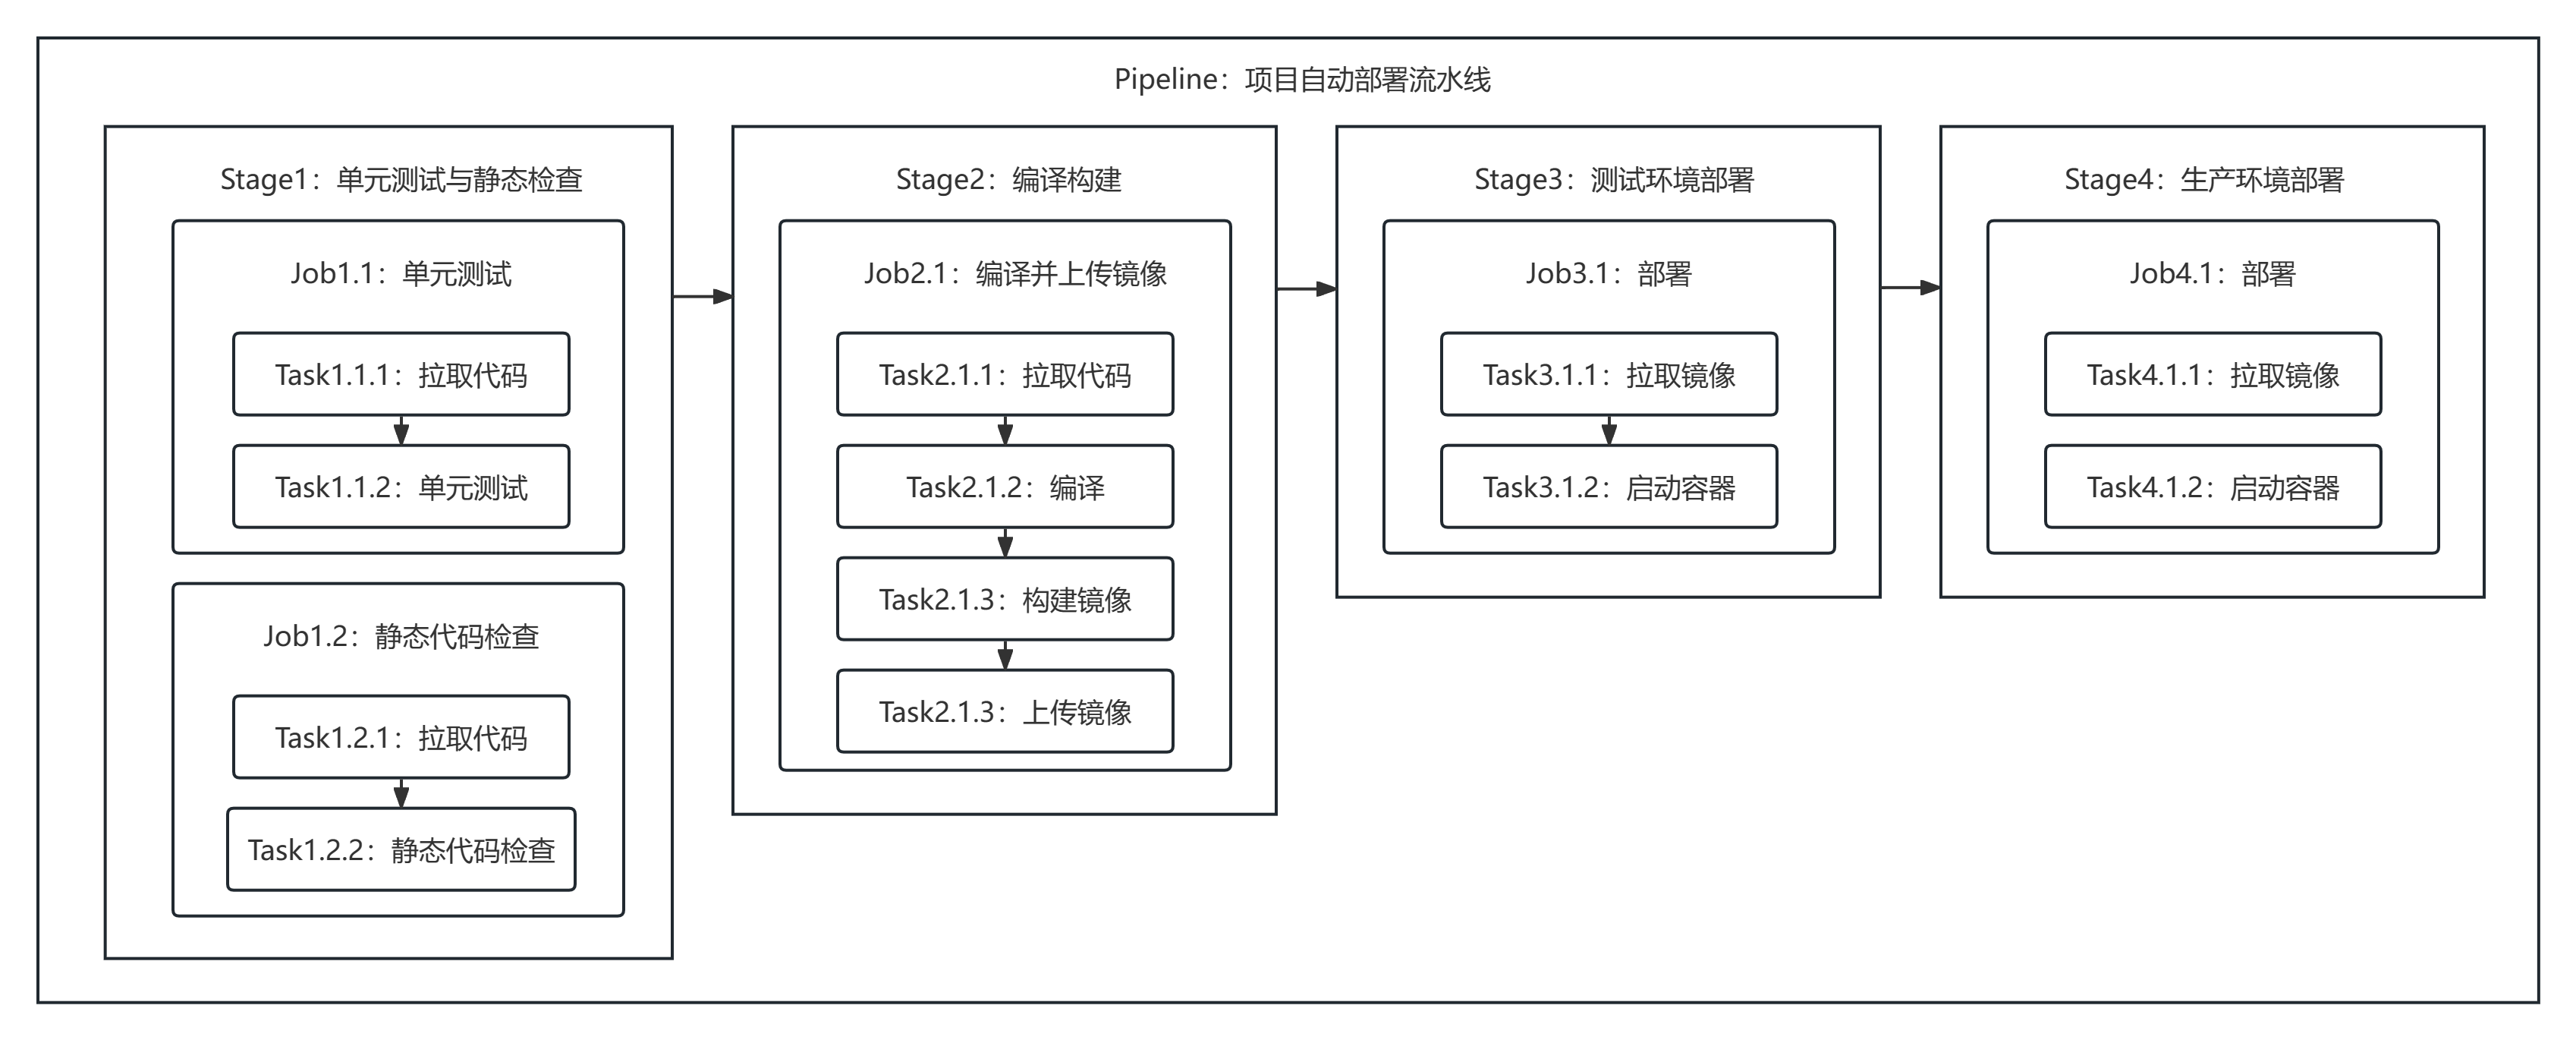 Pipeline：项目自动部署流水线
Stage1：单元测试与静态检查
Job1.1：单元测试
Task1.1.1：拉取代码
Task1.1.2：单元测试
Job1.2：静态代码检查
Task1.2.1：拉取代码
Task1.2.2：静态代码检查
Stage2：编译构建
Job2.1：编译并上传镜像
Task2.1.1：拉取代码
Task2.1.2：编译
Task2.1.3：构建镜像
Task2.1.3：上传镜像
Stage3：测试环境部署
Job3.1：部署
Task3.1.1：拉取镜像
Task3.1.2：启动容器
Stage4：生产环境部署
Job4.1：部署
Task4.1.1：拉取镜像
Task4.1.2：启动容器